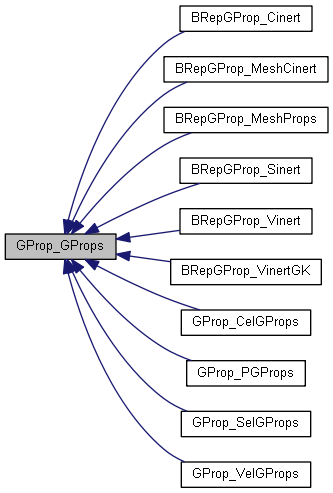 BRepGProp_Cinert
BRepGProp_MeshCinert
BRepGProp_MeshProps
BRepGProp_Sinert
BRepGProp_Vinert
GProp_GProps
BRepGProp_VinertGK
GProp_CelGProps
GProp_PGProps
GProp_SelGProps
GProp_VelGProps